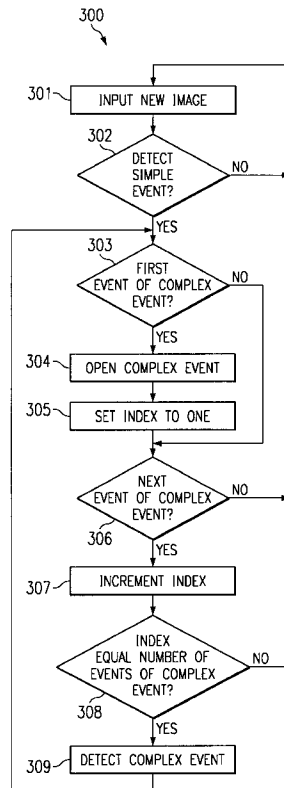 300
301
INPUT NEW IMAGE
302
DETECT
SIMPLE
EVENT?
NO
YES
303
FIRST
EVENT OF COMPLEX
EVENT?
NO
YES
304
OPEN COMPLEX EVENT
305
SET INDEX TO ONE
NEXT
EVENT OF COMPLEX
EVENT?
NO
306
YES
307
INCREMENT INDEX
INDEX
EQUAL NUMBER OF
EVENTS OF COMPLEX
EVENT?
NO
308
YES
309
DETECT COMPLEX EVENT